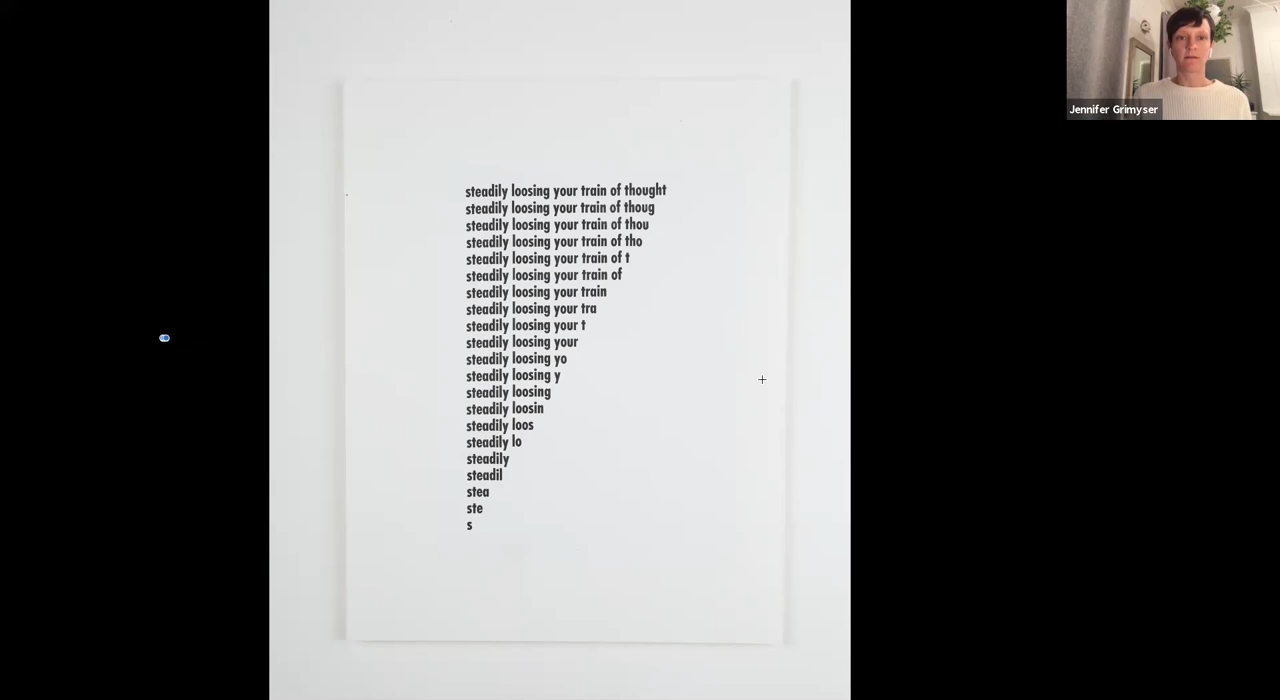 Jennifer Grimyser
steadily loosing your train of thought
steadily loosing your train of thoug
steadily loosing your train of thou
steadily loosing your train of tho
steadily loosing your train of t
steadily loosing your train of
steadily loosing your train
steadily loosing your tra
steadily loosing your t
steadily loosing your
steadily loosing yo
steadily loosing y
steadily loosing
steadily loosin
steadily loos
steadily lo
steadily
steadil
stea
ste
s